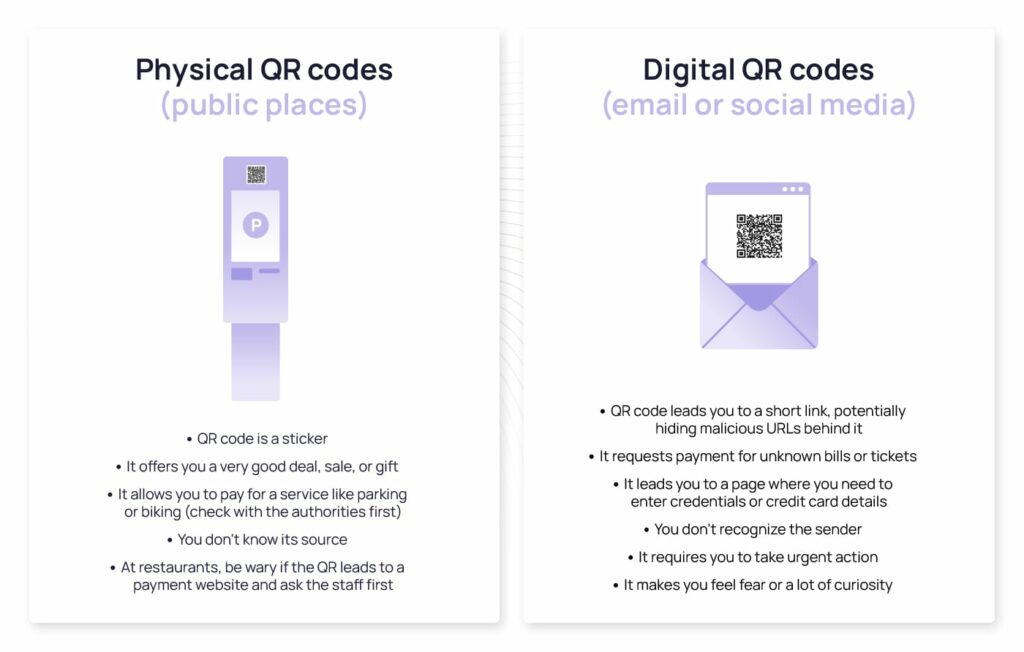 Physical QR codes
(public places)
P
• QR code is a sticker
• It offers you a very good deal, sale, or gift
• It allows you to pay for a service like parking
or biking (check with the authorities first)
• You don't know its source
• At restaurants, be wary if the QR leads to a
payment website and ask the staff first
Digital QR codes
(email or social media)
• QR code leads you to a short link, potentially
hiding malicious URLs behind it
• It requests payment for unknown bills or tickets
• It leads you to a page where you need to
enter credentials or credit card details
• You don't recognize the sender
• It requires you to take urgent action
• It makes you feel fear or a lot of curiosity